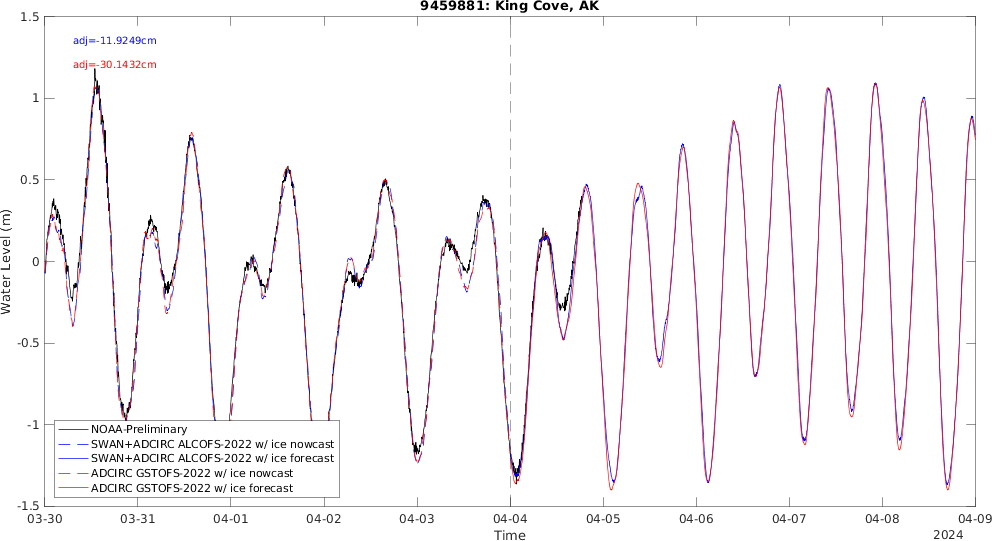 9459881: King Cove, AK
adj=-11.9249cm
adj=-30.1432cm
Water Level (m)
1.5
1
0.5
0
-0.5
-1
-1.5
NOAA-Preliminary
SWAN+ADCIRC ALCOFS-2022 w/ ice nowcast
SWAN+ADCIRC ALCOFS-2022 w/ ice forecast
ADCIRC GSTOFS-2022 w/ ice nowcast
ADCIRC GSTOFS-2022 w/ ice forecast
03-30 03-31 04-01 04-02 04-03 04-04 04-05 04-06 04-07 04-08 04-09
Time
2024